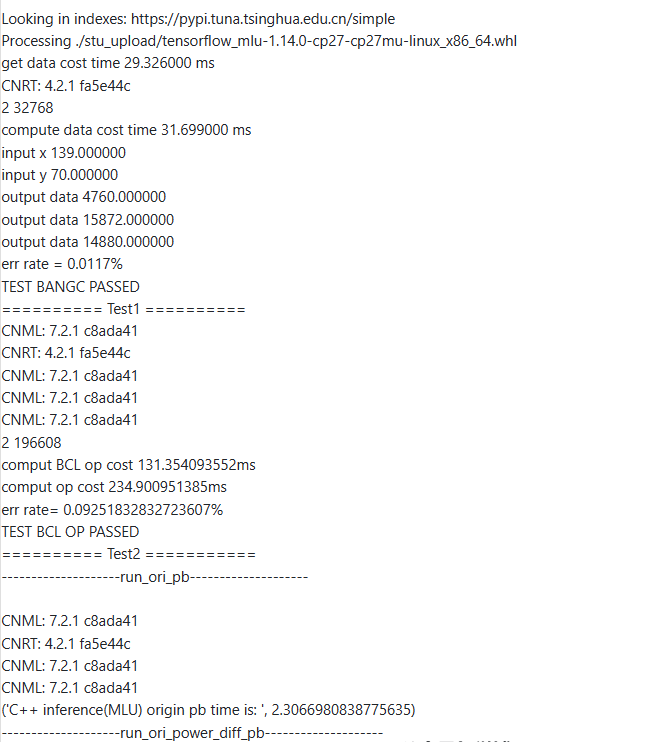 Looking in indexes: https://pypi.tuna.tsinghua.edu.cn/simple
Processing ./stu_upload/tensorflow_mlu-1.14.0-cp27-cp27mu-linux_x86_64.whl
get data cost time 29.326000 ms
CNRT: 4.2.1 fa5e44c
2 32768
compute data cost time 31.699000 ms
input x 139.000000
input y 70.000000
output data 4760.000000
output data 15872.000000
output data 14880.000000
err rate = 0.0117%
TEST BANGC PASSED
========== Test1 ==========
CNML: 7.2.1 c8ada41
CNRT: 4.2.1 fa5e44c
CNML: 7.2.1 c8ada41
CNML: 7.2.1 c8ada41
CNML: 7.2.1 c8ada41
2 196608
comput BCL op cost 131.354093552ms
comput op cost 234.900951385ms
err rate= 0.0925183283272​3607%
TEST BCL OP PASSED
========== Test2 ===========
--------------------run_ori_pb--------------------
CNML: 7.2.1 c8ada41
CNRT: 4.2.1 fa5e44c
CNML: 7.2.1 c8ada41
CNML: 7.2.1 c8ada41
('C++ inference(MLU) origin pb time is: ', 2.3066980838775635)
--------------------run_ori_power_diff_pb--------------------